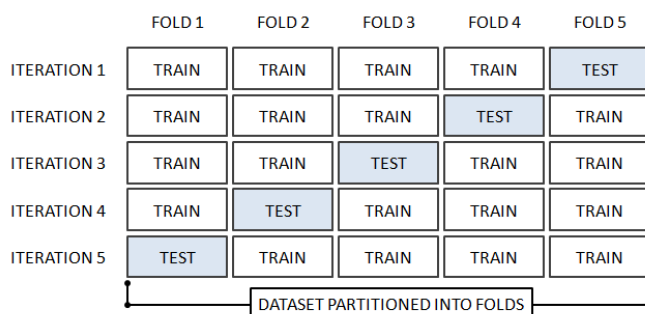 FOLD 1 FOLD 2 FOLD 3 FOLD 4 FOLD 5
ITERATION 1 TRAIN TRAIN TRAIN TRAIN TEST
ITERATION 2 TRAIN TRAIN TRAIN TEST TRAIN
ITERATION 3 TRAIN TRAIN TEST TRAIN TRAIN
ITERATION 4 TRAIN TEST TRAIN TRAIN TRAIN
ITERATION 5 TEST TRAIN TRAIN TRAIN TRAIN
DATASET PARTITIONED INTO FOLDS